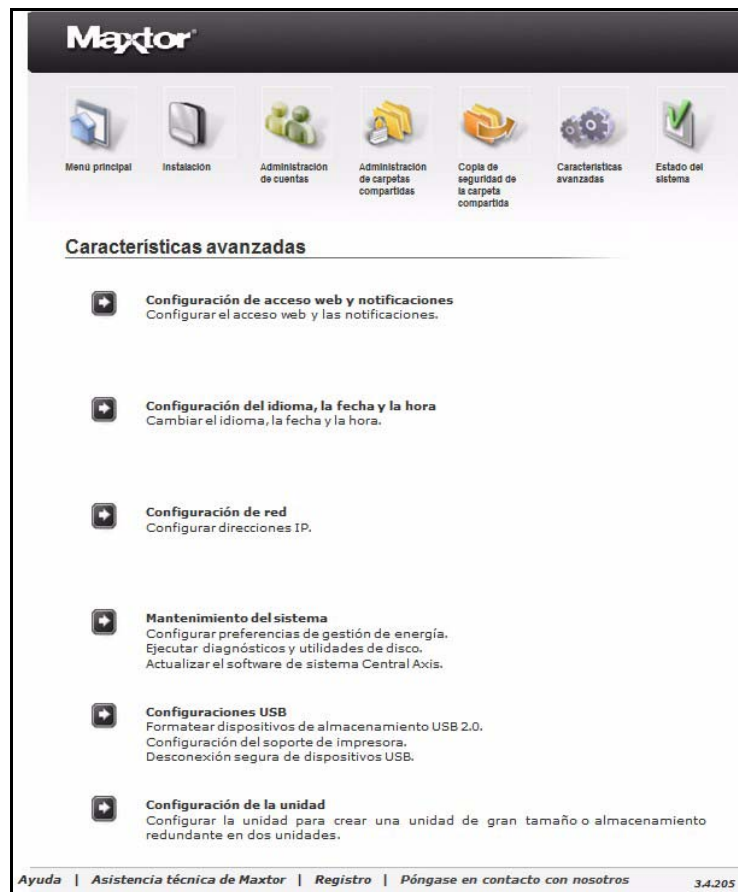 Maxtor
Menú principal
Instalación
Administración
de cuentas
Administración
de carpetas
compartidas
Copia de
seguridad de
la carpeta
compartida
Características
avanzadas
Estado del
sistema
Características avanzadas
Configuración de acceso web y notificaciones
Configurar el acceso web y las notificaciones.
Configuración del idioma, la fecha y la hora
Cambiar el idioma, la fecha y la hora.
Configuración de red
Configurar direcciones IP.
Mantenimiento del sistema
Configurar preferencias de gestión de energía.
Ejecutar diagnósticos y utilidades de disco.
Actualizar el software de sistema Central Axis.
Configuraciones USB
Formatear dispositivos de almacenamiento USB 2.0.
Configuración del soporte de impresora.
Desconexión segura de dispositivos USB.
Configuración de la unidad
Configurar la unidad para crear una unidad de gran tamaño o almacenamiento
redundante en dos unidades.
Ayuda | Asistencia técnica de Maxtor | Registro | Póngase en contacto con nosotros 3.4.205